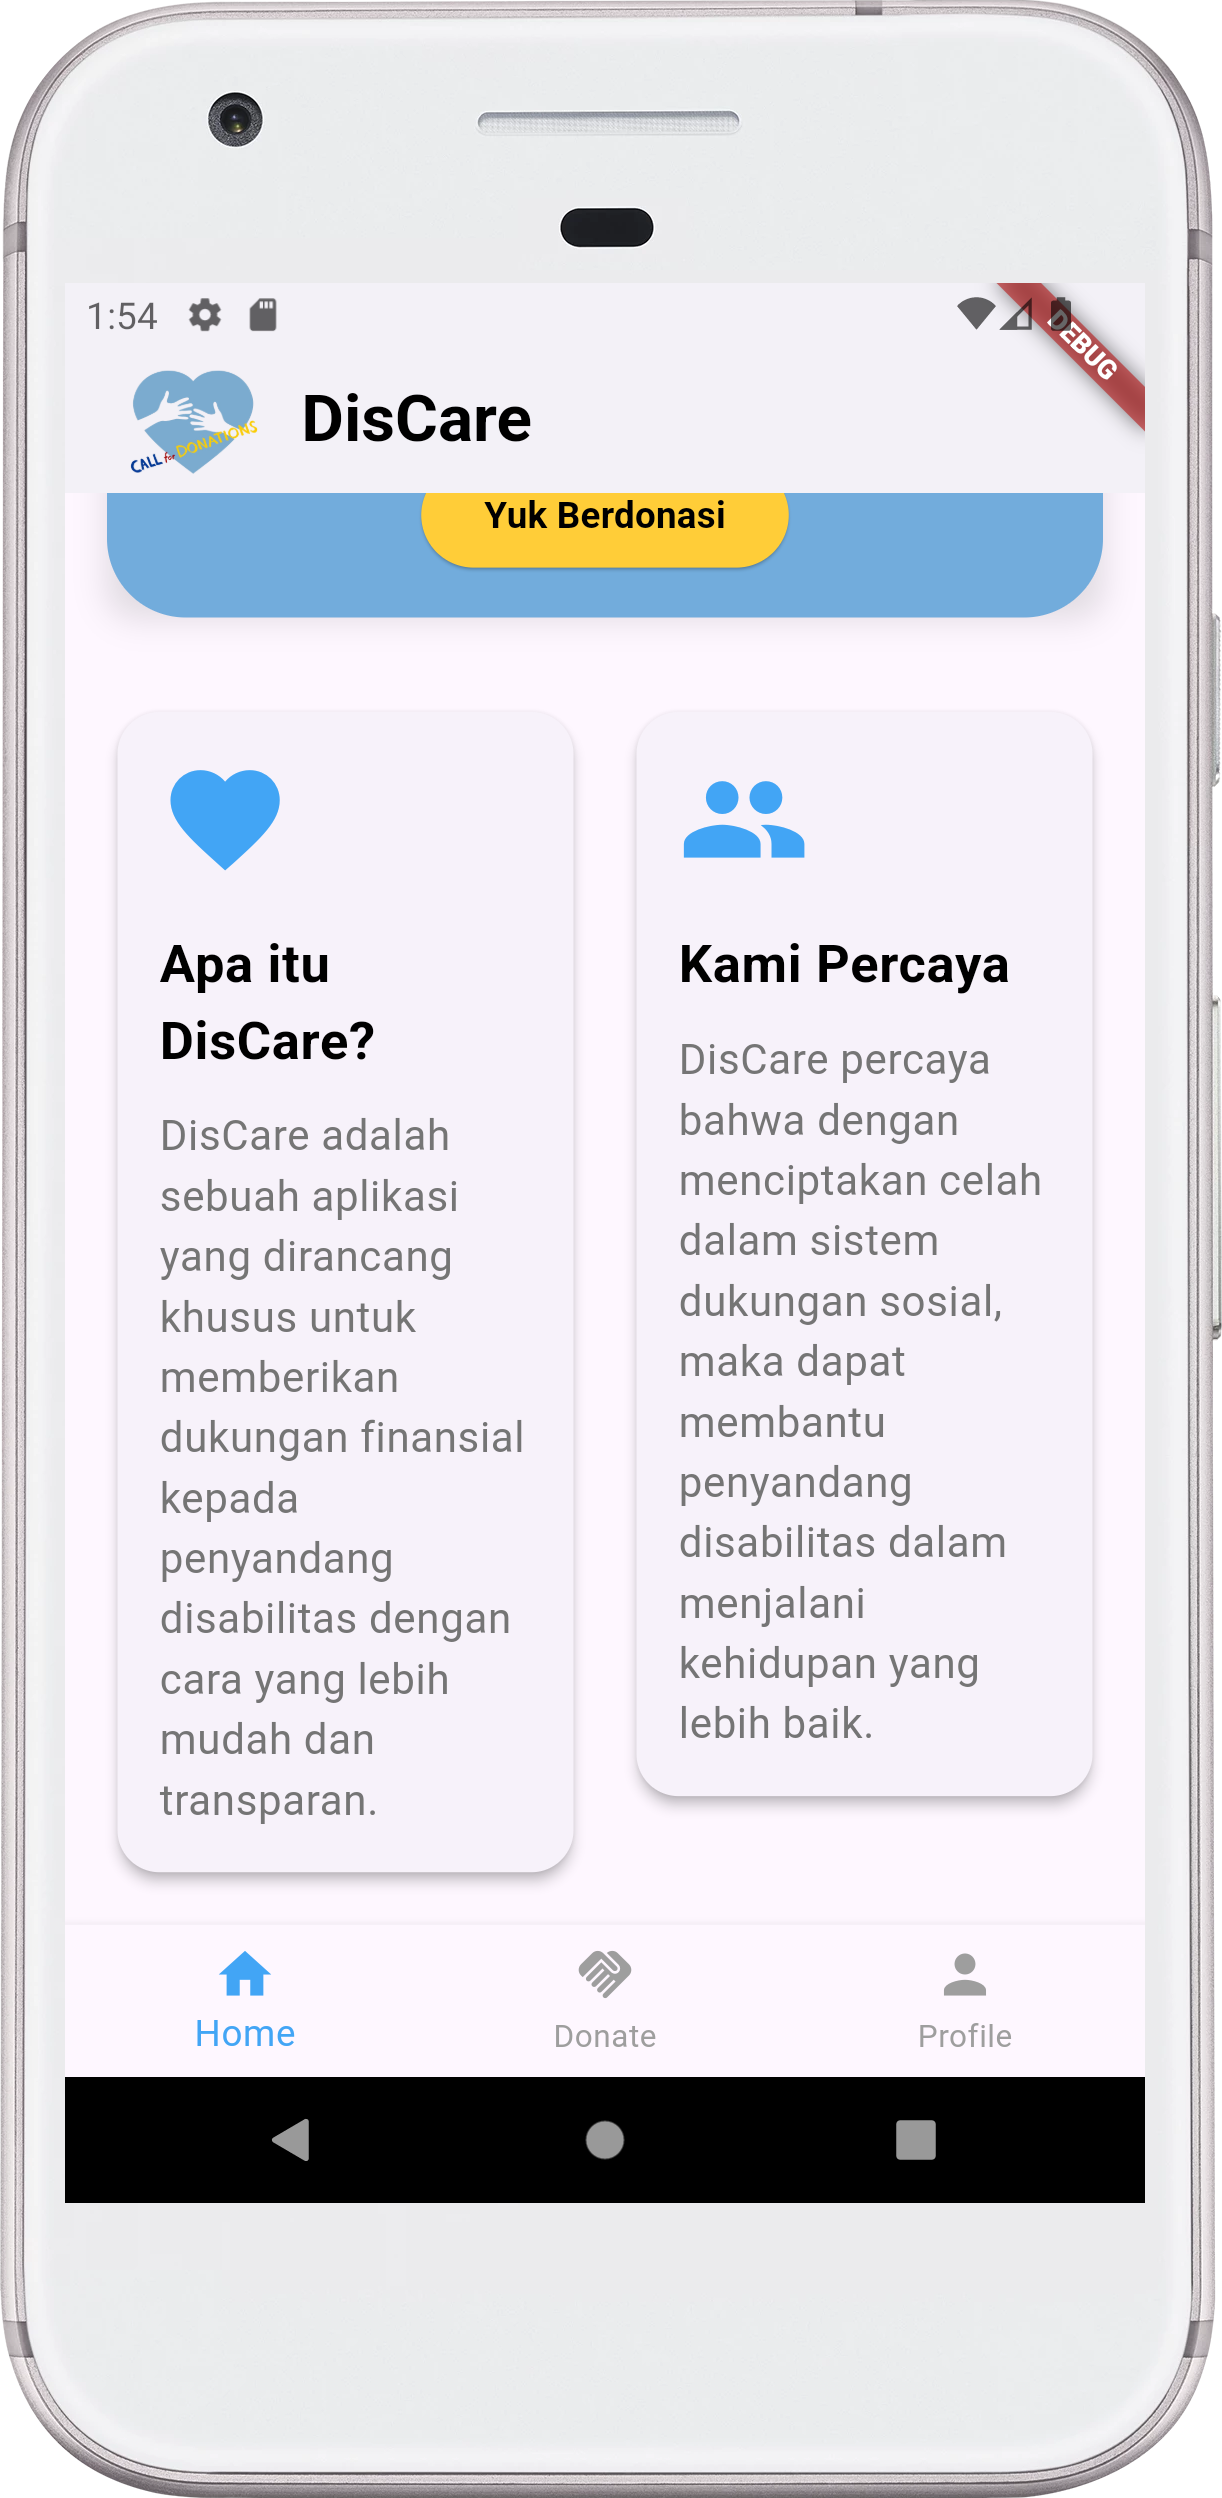 1:54
DEBUG
CALL for DONATIONS
DisCare
Yuk Berdonasi
Apa itu
DisCare?
DisCare adalah
sebuah aplikasi
yang dirancang
khusus untuk
memberikan
dukungan finansial
kepada
penyandang
disabilitas dengan
cara yang lebih
mudah dan
transparan.
Kami Percaya
DisCare percaya
bahwa dengan
menciptakan celah
dalam sistem
dukungan sosial,
maka dapat
membantu
penyandang
disabilitas dalam
menjalani
kehidupan yang
lebih baik.
Home
Donate
Profile